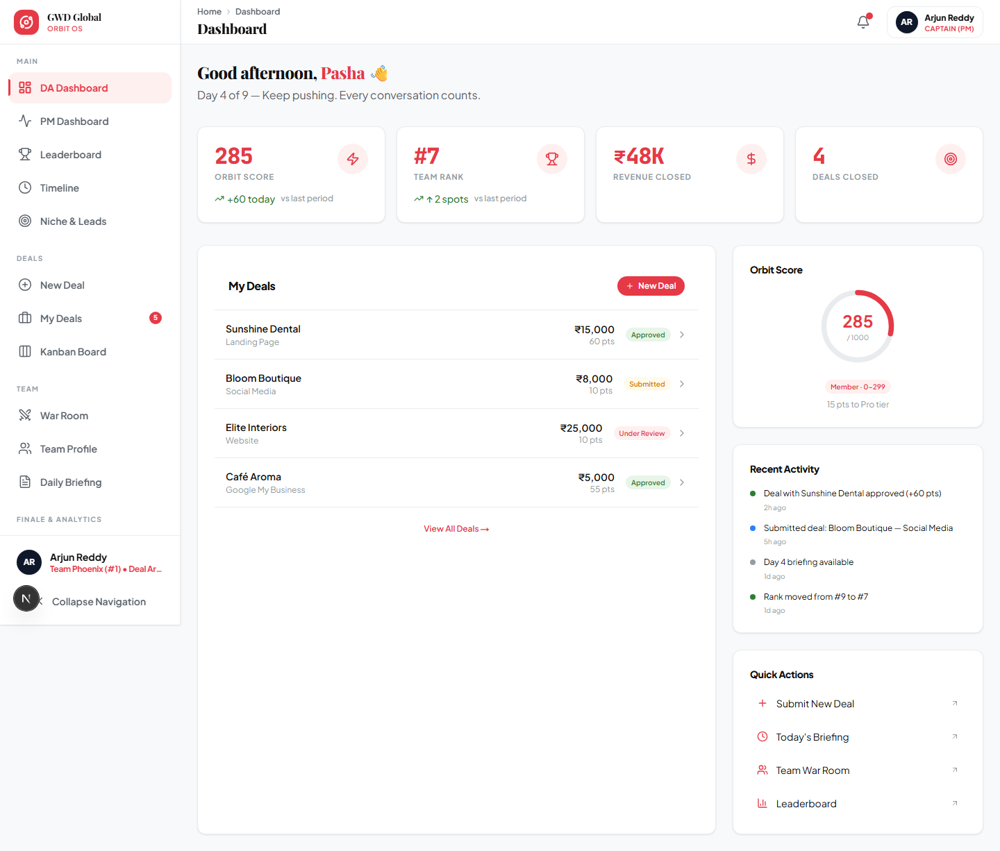 GWD Global
ORBIT OS
MAIN
DA Dashboard
PM Dashboard
Leaderboard
Timeline
Niche & Leads
DEALS
New Deal
My Deals 5
Kanban Board
TEAM
War Room
Team Profile
Daily Briefing
FINALE & ANALYTICS
AR Arjun Reddy
Team Phoenix (#1) • Deal Ar...
N Collapse Navigation
Home > Dashboard
Dashboard
AR Arjun Reddy
CAPTAIN (PM)
Good afternoon, Pasha 👋
Day 4 of 9 — Keep pushing. Every conversation counts.
285
ORBIT SCORE
+60 today vs last period
#7
TEAM RANK
↑ 2 spots vs last period
₹48K
REVENUE CLOSED
$
4
DEALS CLOSED
My Deals
+ New Deal
Sunshine Dental ₹15,000 Approved
Landing Page 60 pts
Bloom Boutique ₹8,000 Submitted
Social Media 10 pts
Elite Interiors ₹25,000 Under Review
Website 10 pts
Café Aroma ₹5,000 Approved
Google My Business 55 pts
View All Deals →
Orbit Score
285
/ 1000
Member · 0–299
15 pts to Pro tier
Recent Activity
Deal with Sunshine Dental approved (+60 pts)
2h ago
Submitted deal: Bloom Boutique — Social Media
5h ago
Day 4 briefing available
1d ago
Rank moved from #9 to #7
1d ago
Quick Actions
Submit New Deal
Today's Briefing
Team War Room
Leaderboard